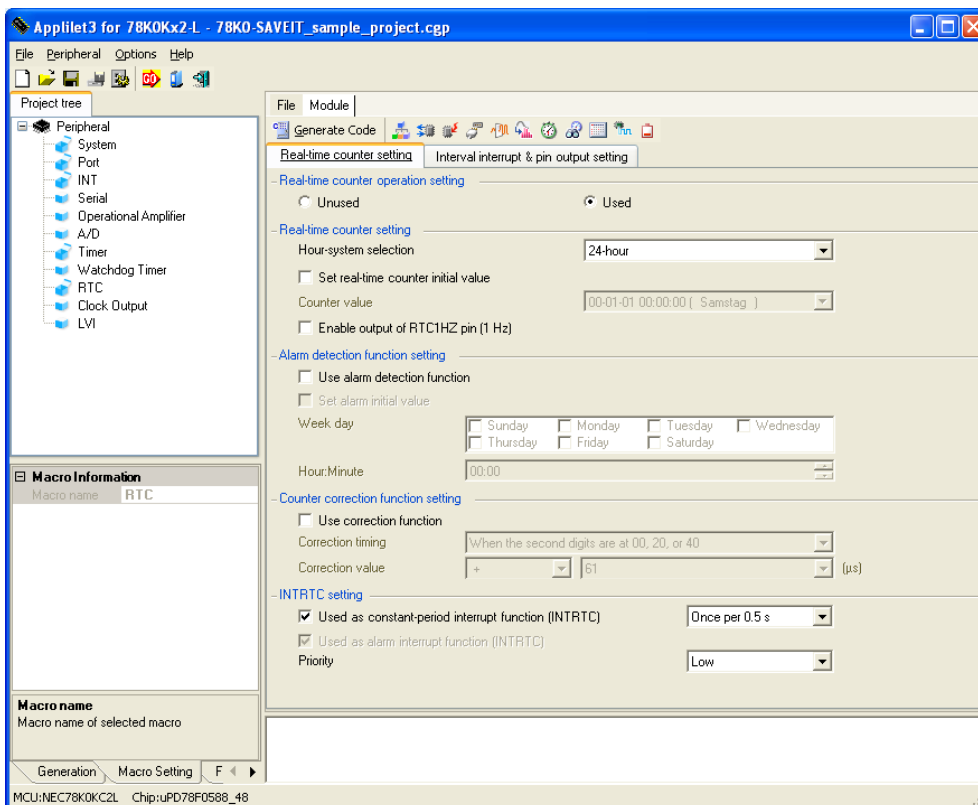 Applilet3 for 78K0Kx2-L - 78K0-SAVEIT_sample_project.cgp
File Peripheral Options Help
Project tree
Peripheral
System
Port
INT
Serial
Operational Amplifier
A/D
Timer
Watchdog Timer
RTC
Clock Output
LVI
Macro Information
Macro name RTC
Macro name
Macro name of selected macro
Generation Macro Setting F
File Module
Generate Code
Real-time counter setting Interval interrupt & pin output setting
Real-time counter operation setting
Unused Used
Real-time counter setting
Hour-system selection 24-hour
Set real-time counter initial value
Counter value 00-01-01 00:00:00 ( Samstag )
Enable output of RTC1HZ pin (1 Hz)
Alarm detection function setting
Use alarm detection function
Set alarm initial value
Week day Sunday Monday Tuesday Wednesday
Thursday Friday Saturday
Hour:Minute 00:00
Counter correction function setting
Use correction function
Correction timing When the second digits are at 00, 20, or 40
Correction value + 61 (µs)
INTRTC setting
Used as constant-period interrupt function (INTRTC) Once per 0.5 s
Used as alarm interrupt function (INTRTC)
Priority Low
MCU:NEC78K0KC2L Chip:uPD78F0588_48